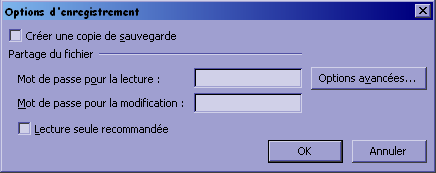 Options d'enregistrement
Créer une copie de sauvegarde
Partage du fichier
Mot de passe pour la lecture :
Options avancées...
Mot de passe pour la modification :
Lecture seule recommandée
OK
Annuler